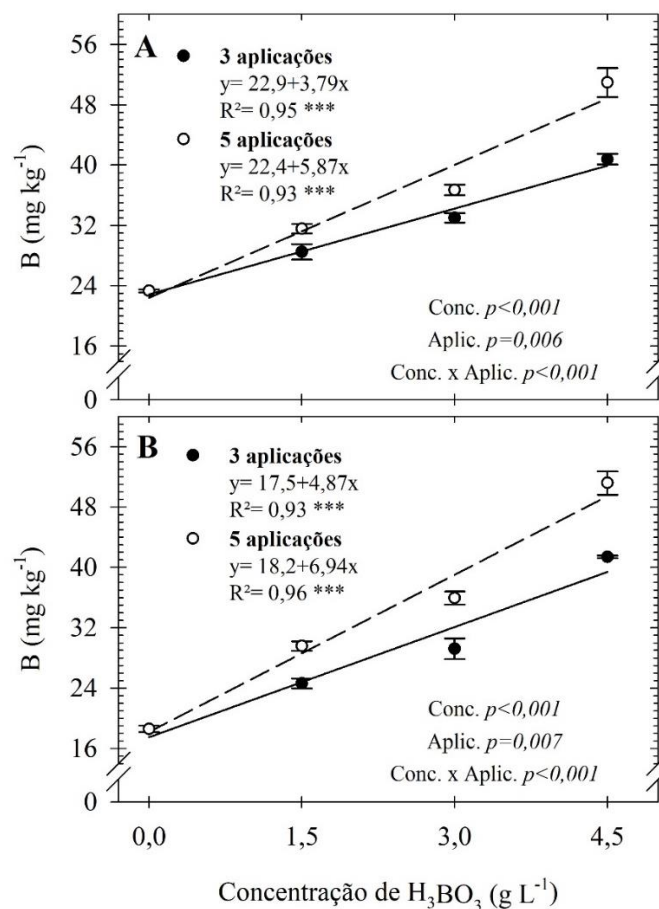 A
3 aplicações
y= 22,9+3,79x
R²= 0,95 ***
5 aplicações
y= 22,4+5,87x
R²= 0,93 ***
Conc. p<0,001
Aplic. p=0,006
Conc. x Aplic. p<0,001
B (mg kg⁻¹)
56
48
40
32
24
16
0
B
3 aplicações
y= 17,5+4,87x
R²= 0,93 ***
5 aplicações
y= 18,2+6,94x
R²= 0,96 ***
Conc. p<0,001
Aplic. p=0,007
Conc. x Aplic. p<0,001
B (mg kg⁻¹)
56
48
40
32
24
16
0
0,0 1,5 3,0 4,5
Concentração de H₃BO₃ (g L⁻¹)